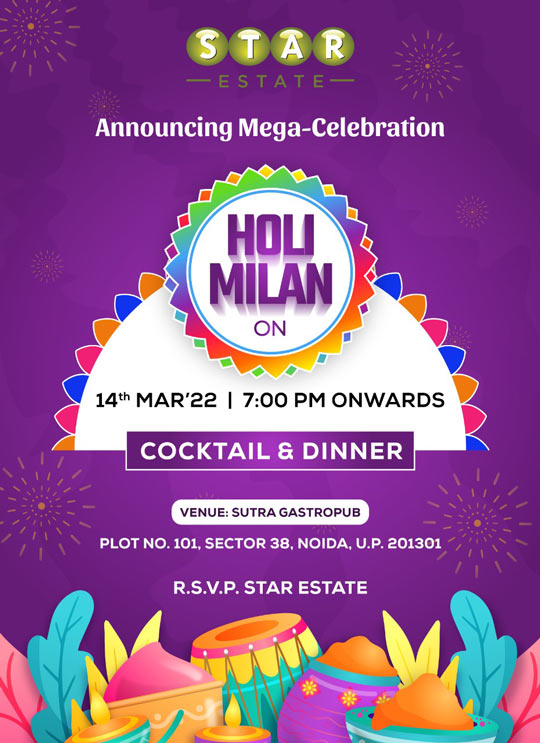 STAR
ESTATE
Announcing Mega-Celebration
HOLI
MILAN
ON
14th MAR'22 | 7:00 PM ONWARDS
COCKTAIL & DINNER
VENUE: SUTRA GASTROPUB
PLOT NO. 101, SECTOR 38, NOIDA, U.P. 201301
R.S.V.P. STAR ESTATE